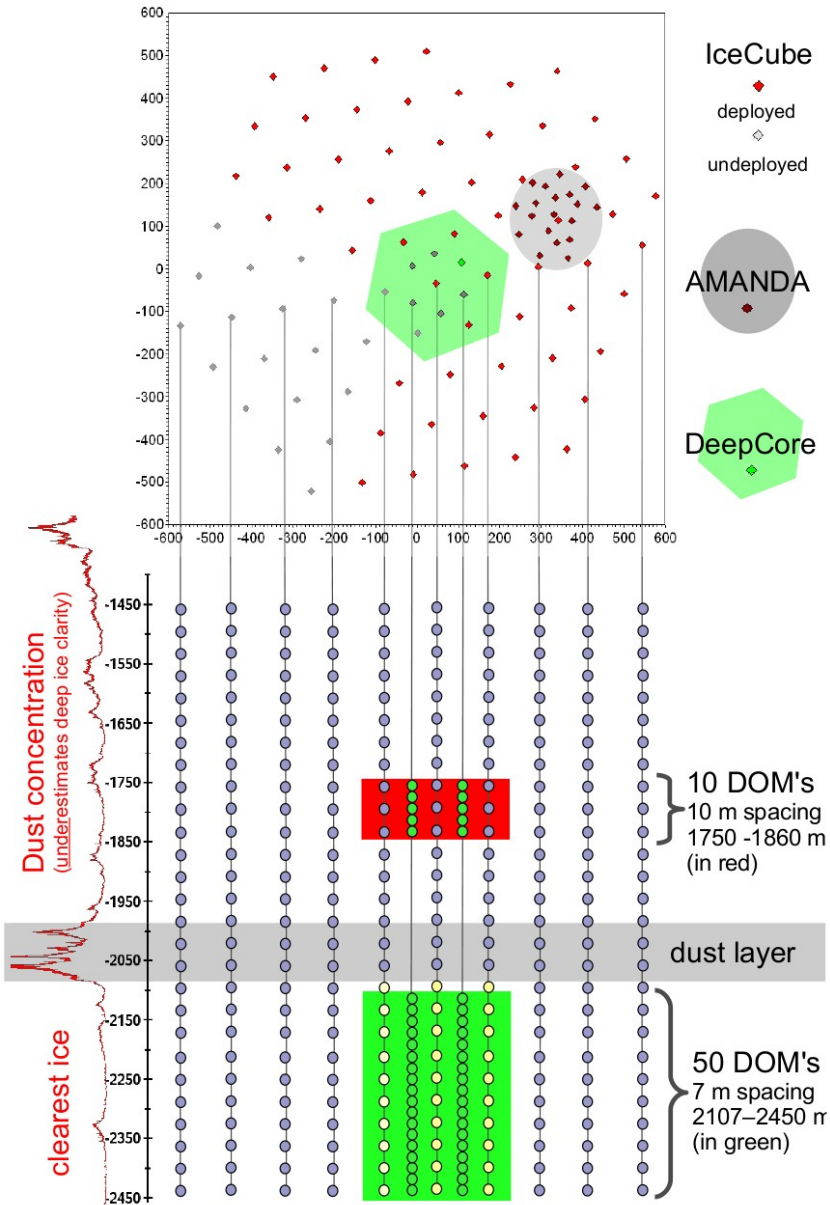 600
500
400
300
200
100
0
-100
-200
-300
-400
-500
-600
-600
-500
-400
-300
-200
-100
0
100
200
300
400
500
600
IceCube
deployed
undeployed
AMANDA
DeepCore
Dust concentration
(underestimates deep ice clarity)
clearest ice
-1450
-1550
-1650
-1750
-1850
-1950
-2050
-2150
-2250
-2350
-2450
10 DOM's
10 m spacing
1750 -1860 m
(in red)
dust layer
50 DOM's
7 m spacing
2107–2450 m
(in green)